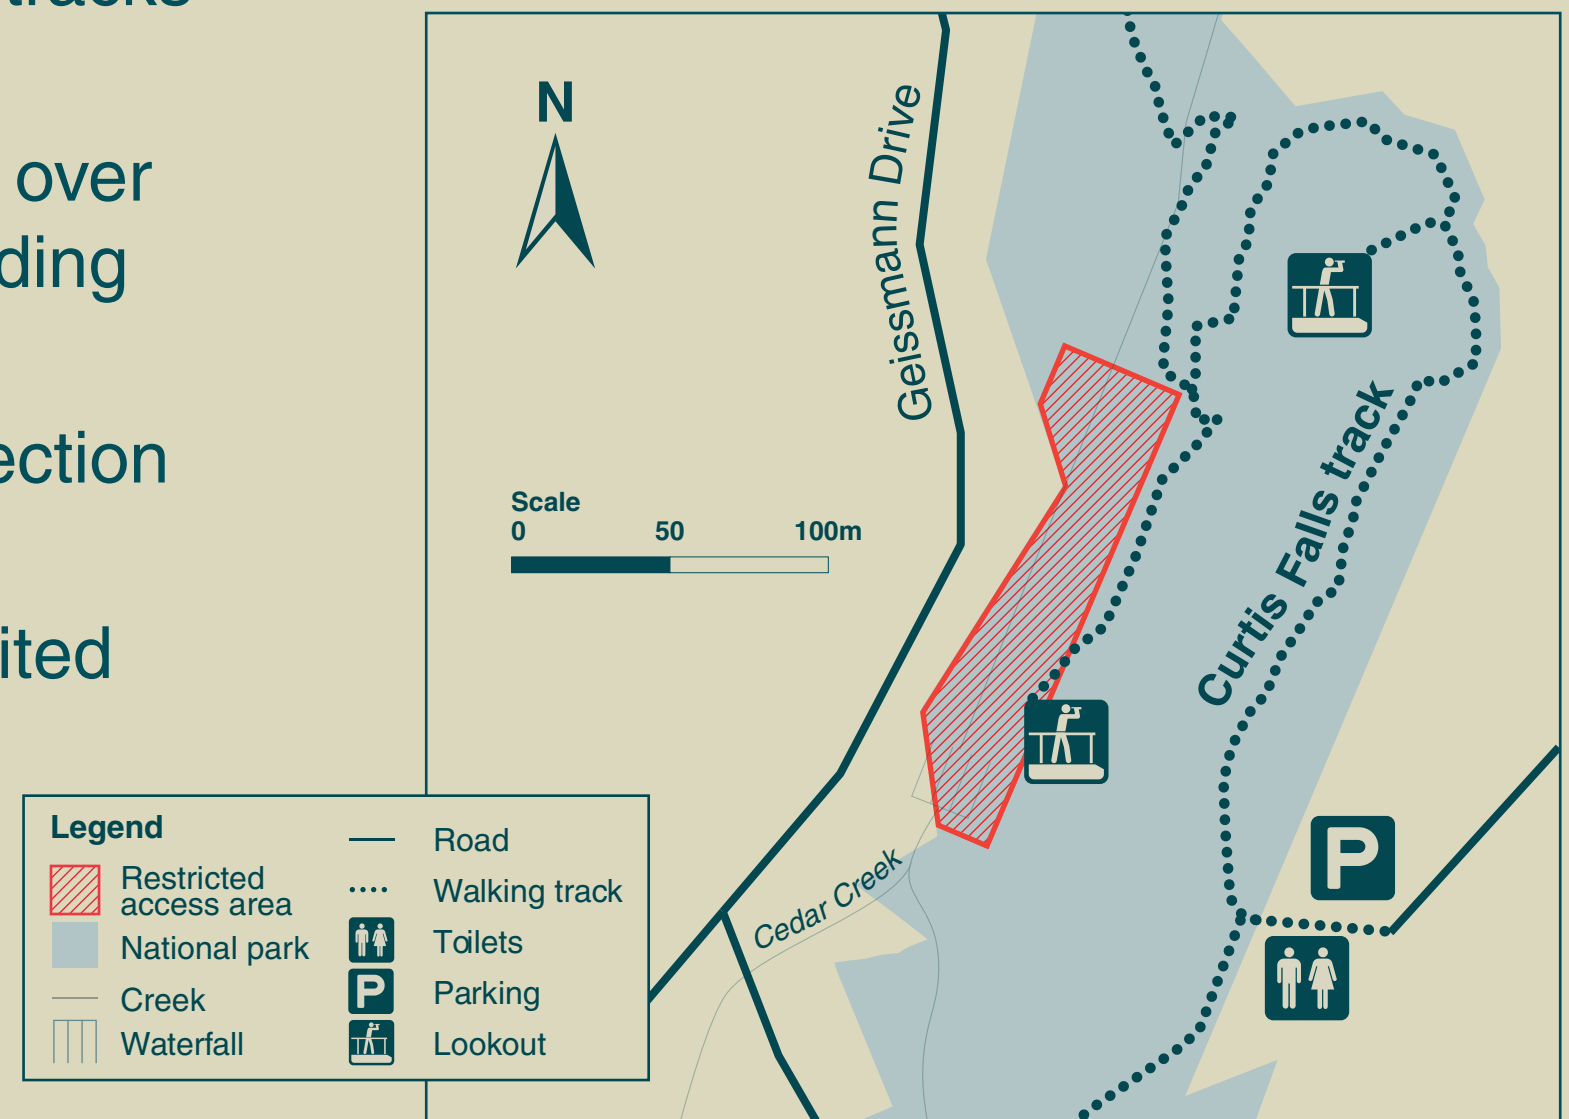 tracks
over
ding
ection
ited
N
Geissmann Drive
Scale
0 50 100m
Curtis Falls track
P
Cedar Creek
Legend
Restricted
access area
National park
Creek
Waterfall
Road
Walking track
Toilets
P
Parking
Lookout